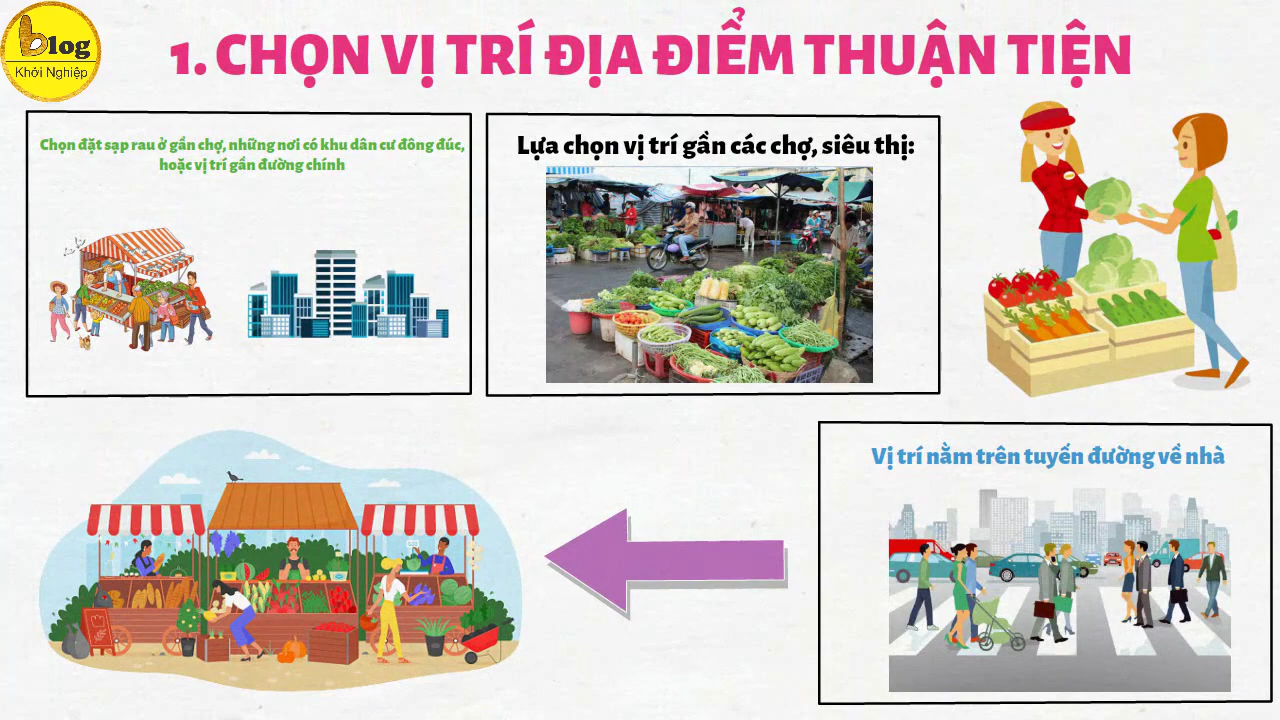 blog
Khởi Nghiệp
1. CHỌN VỊ TRÍ ĐỊA ĐIỂM THUẬN TIỆN
Chọn đặt sạp rau ở gần chợ, những nơi có khu dân cư đông đúc,
hoặc vị trí gần đường chính
Lựa chọn vị trí gần các chợ, siêu thị:
Vị trí nằm trên tuyến đường về nhà